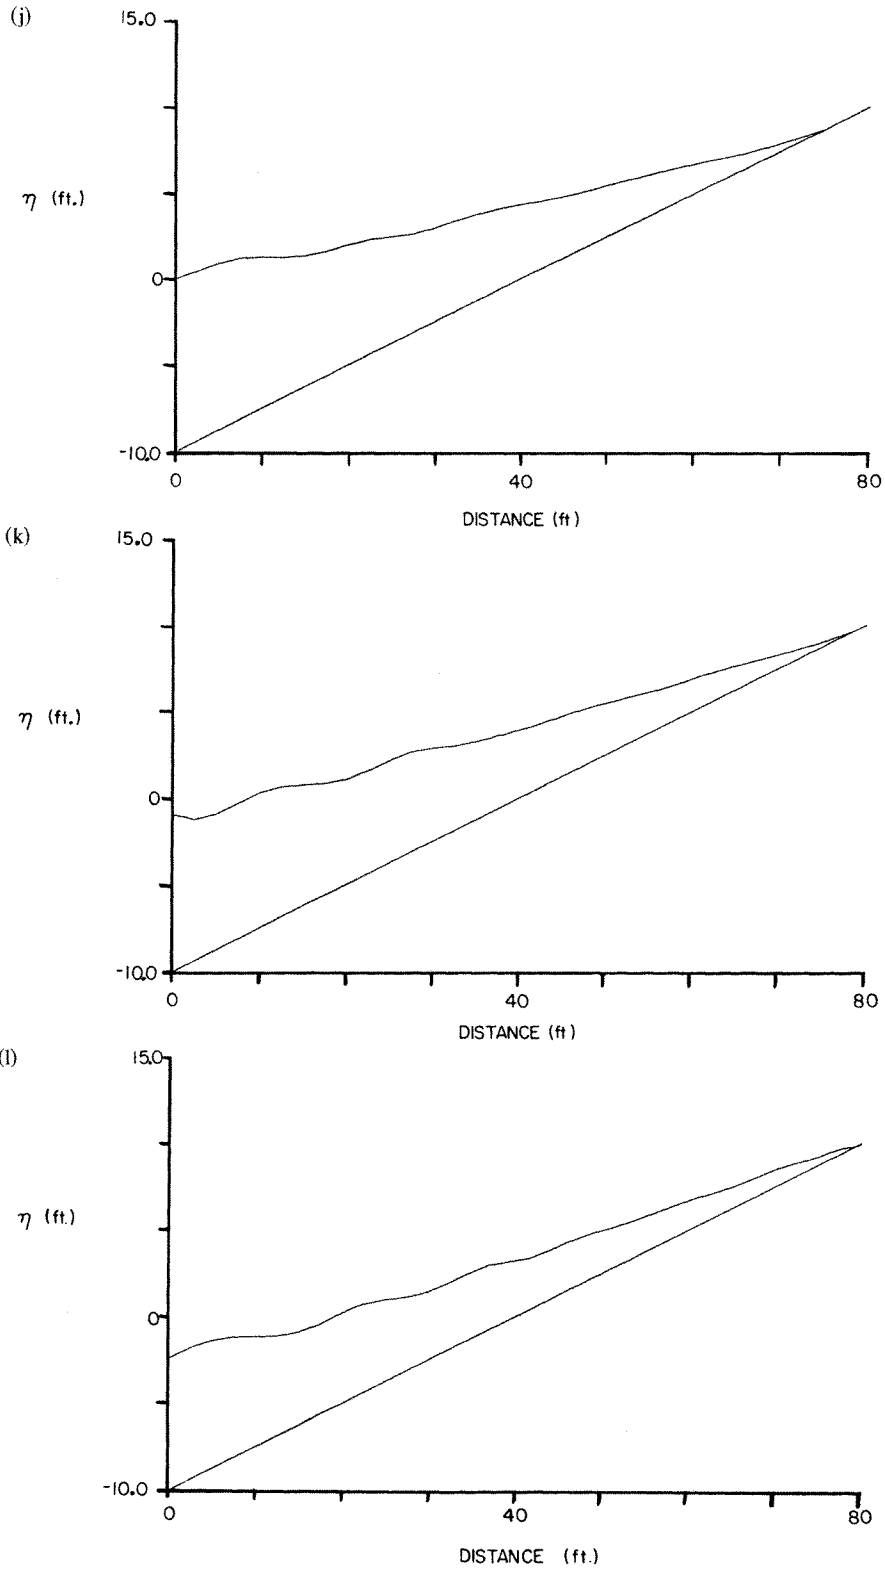 (j)
15.0
η (ft.)
0
-10.0
0 40 80
DISTANCE (ft)
(k)
15.0
η (ft.)
0
-10.0
0 40 80
DISTANCE (ft)
(l)
15.0
η (ft.)
0
-10.0
0 40 80
DISTANCE (ft.)